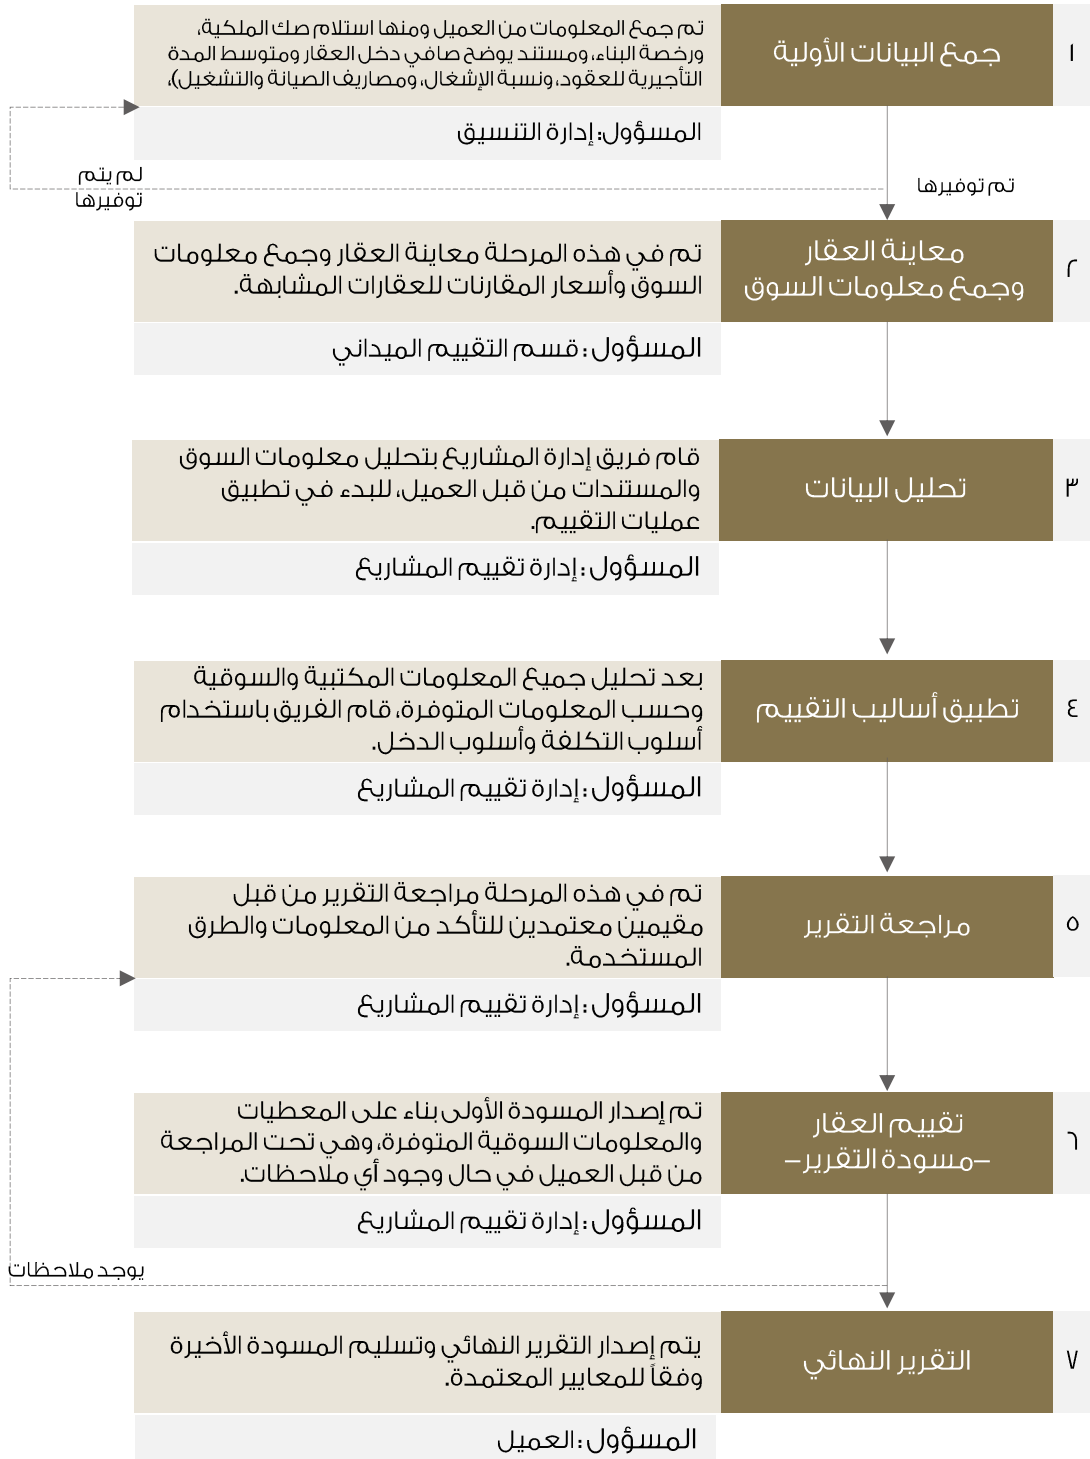 ١
جمع البيانات الأولية
تم جمع المعلومات من العميل ومنها استلام صك الملكية،
ورخصة البناء، ومستند يوضح صافي دخل العقار ومتوسط المدة
التأجيرية للعقود، ونسبة الإشغال، ومصاريف الصيانة والتشغيل)،
المسؤول: إدارة التنسيق
تم توفيرها
لم يتم
توفيرها
٢
معاينة العقار
وجمع معلومات السوق
تم في هذه المرحلة معاينة العقار وجمع معلومات
السوق وأسعار المقارنات للعقارات المشابهة.
المسؤول : قسم التقييم الميداني
٣
تحليل البيانات
قام فريق إدارة المشاريع بتحليل معلومات السوق
والمستندات من قبل العميل، للبدء في تطبيق
عمليات التقييم.
المسؤول : إدارة تقييم المشاريع
٤
تطبيق أساليب التقييم
بعد تحليل جميع المعلومات المكتبية والسوقية
وحسب المعلومات المتوفرة، قام الفريق باستخدام
أسلوب التكلفة وأسلوب الدخل.
المسؤول : إدارة تقييم المشاريع
٥
مراجعة التقرير
تم في هذه المرحلة مراجعة التقرير من قبل
مقيمين معتمدين للتأكد من المعلومات والطرق
المستخدمة.
المسؤول : إدارة تقييم المشاريع
٦
تقييم العقار
–مسودة التقرير–
تم إصدار المسودة الأولى بناء على المعطيات
والمعلومات السوقية المتوفرة، وهي تحت المراجعة
من قبل العميل في حال وجود أي ملاحظات.
المسؤول : إدارة تقييم المشاريع
يوجد ملاحظات
٧
التقرير النهائي
يتم إصدار التقرير النهائي وتسليم المسودة الأخيرة
وفقاً للمعايير المعتمدة.
المسؤول : العميل